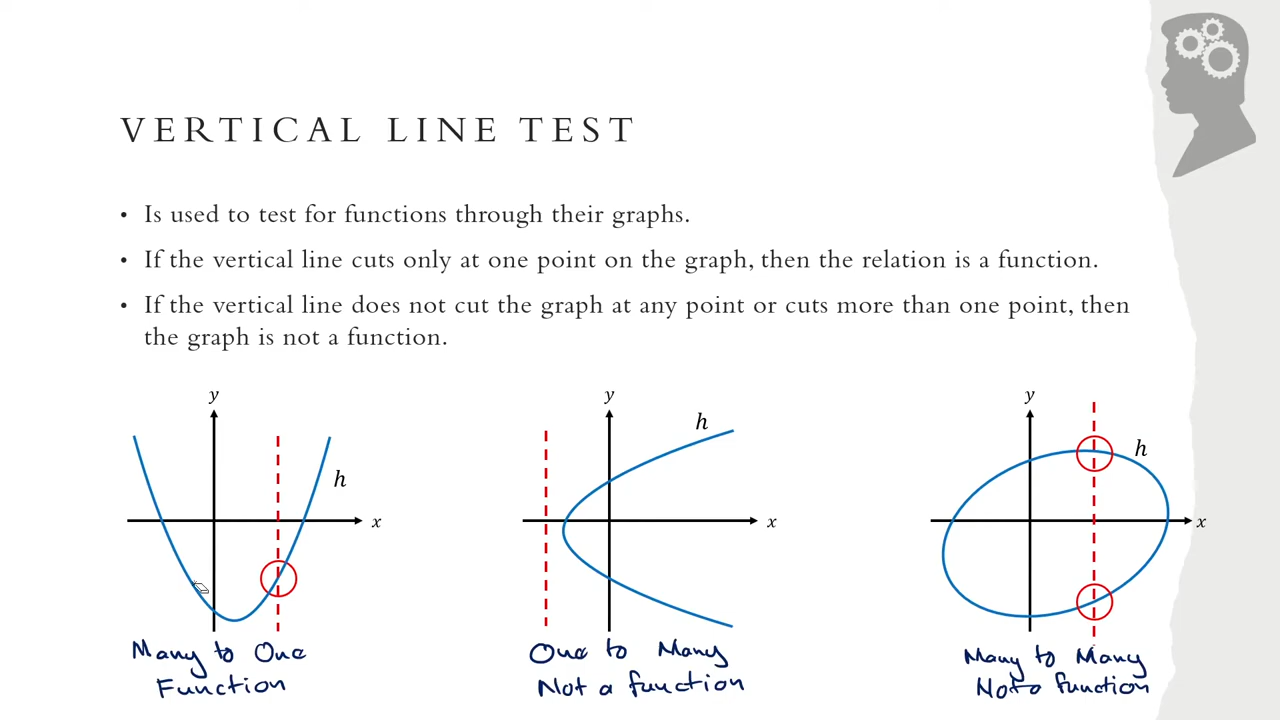 VERTICAL LINE TEST
• Is used to test for functions through their graphs.
• If the vertical line cuts only at one point on the graph, then the relation is a function.
• If the vertical line does not cut the graph at any point or cuts more than one point, then
the graph is not a function.
y
h
x
Many to One
Function
y
h
x
One to Many
Not a function
y
h
x
Many to Many
Not function